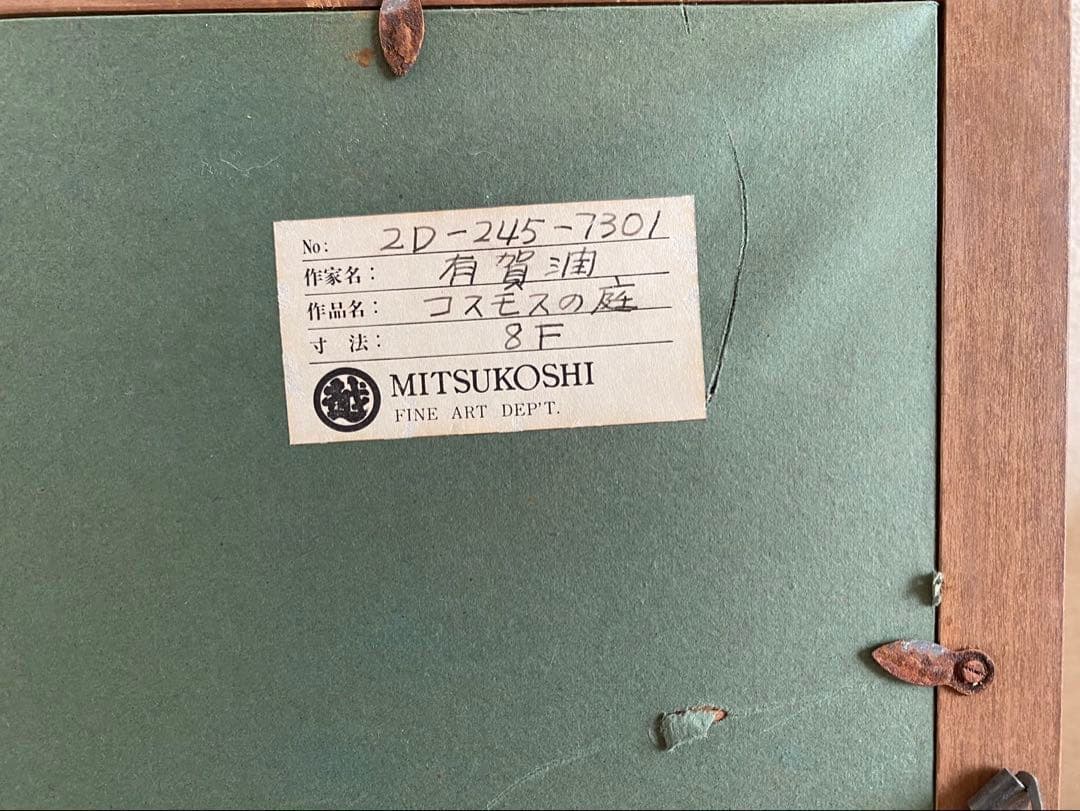 No: 2D-245-7301
作家名: 有賀洄
作品名: コスモスの庭
寸 法: 8F
越 MITSUKOSHI
FINE ART DEP'T.